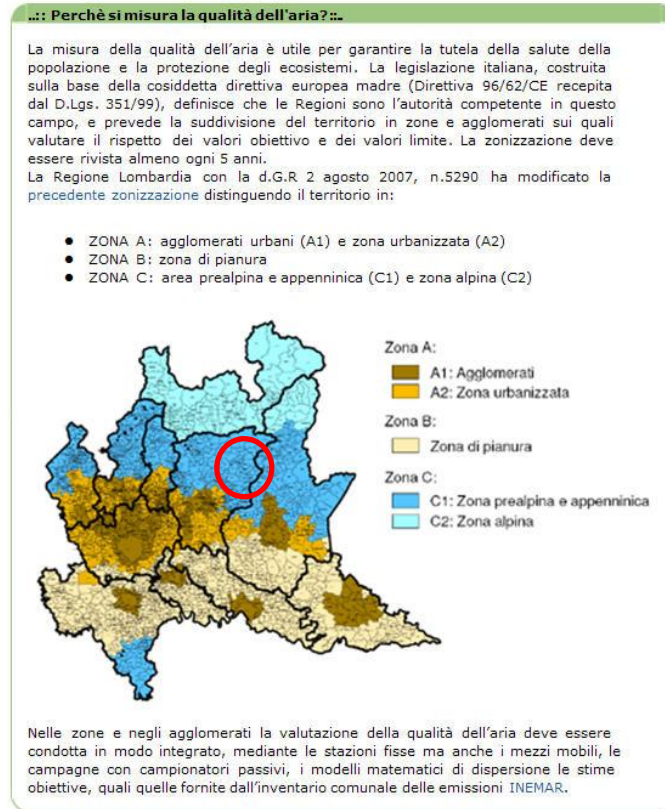 ..:: Perchè si misura la qualità dell'aria? ::..
La misura della qualità dell'aria è utile per garantire la tutela della salute della
popolazione e la protezione degli ecosistemi. La legislazione italiana, costruita
sulla base della cosiddetta direttiva europea madre (Direttiva 96/62/CE recepita
dal D.Lgs. 351/99), definisce che le Regioni sono l'autorità competente in questo
campo, e prevede la suddivisione del territorio in zone e agglomerati sui quali
valutare il rispetto dei valori obiettivo e dei valori limite. La zonizzazione deve
essere rivista almeno ogni 5 anni.
La Regione Lombardia con la d.G.R 2 agosto 2007, n.5290 ha modificato la
precedente zonizzazione distinguendo il territorio in:
● ZONA A: agglomerati urbani (A1) e zona urbanizzata (A2)
● ZONA B: zona di pianura
● ZONA C: area prealpina e appenninica (C1) e zona alpina (C2)
Zona A:
A1: Agglomerati
A2: Zona urbanizzata
Zona B:
Zona di pianura
Zona C:
C1: Zona prealpina e appenninica
C2: Zona alpina
Nelle zone e negli agglomerati la valutazione della qualità dell'aria deve essere
condotta in modo integrato, mediante le stazioni fisse ma anche i mezzi mobili, le
campagne con campionatori passivi, i modelli matematici di dispersione le stime
obiettive, quali quelle fornite dall'inventario comunale delle emissioni INEMAR.